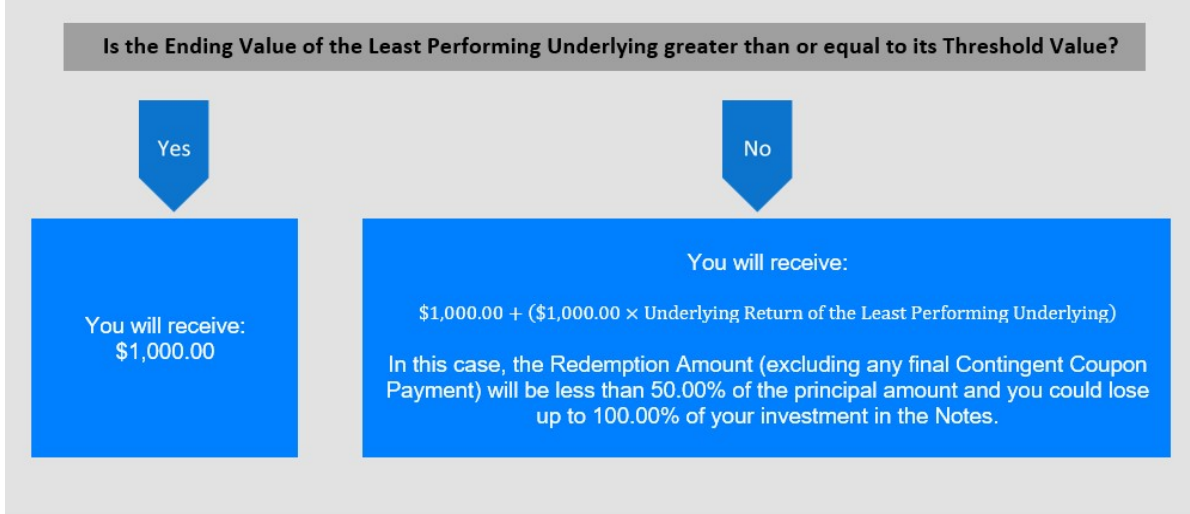 Is the Ending Value of the Least Performing Underlying greater than or equal to its Threshold Value?
Yes
No
You will receive:
$1,000.00
You will receive:
$1,000.00 + ($1,000.00 × Underlying Return of the Least Performing Underlying)
In this case, the Redemption Amount (excluding any final Contingent Coupon
Payment) will be less than 50.00% of the principal amount and you could lose
up to 100.00% of your investment in the Notes.